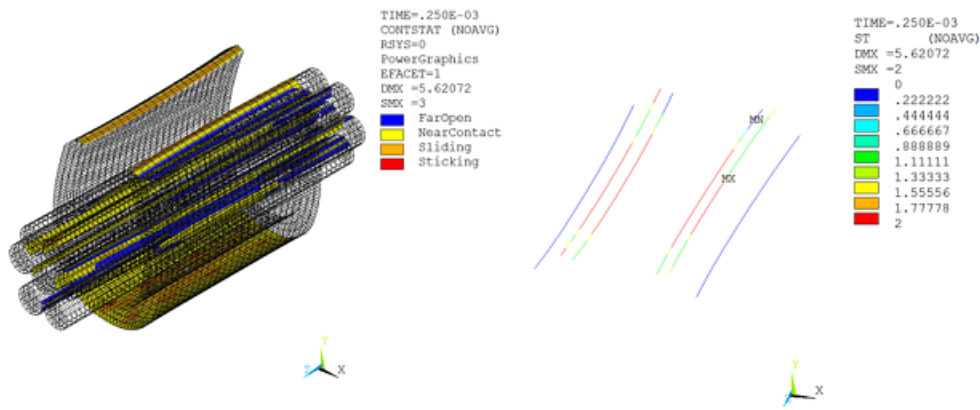 TIME=.250E-03
CONTSTAT (NOAVG)
RSYS=0
PowerGraphics
EFACET=1
DMX =5.62072
SMX =3
FarOpen
NearContact
Sliding
Sticking
Y
Z
X
MN
MX
TIME=.250E-03
ST (NOAVG)
DMX =5.62072
SMX =2
0
.222222
.444444
.666667
.888889
1.11111
1.33333
1.55556
1.77778
2
Y
Z
X